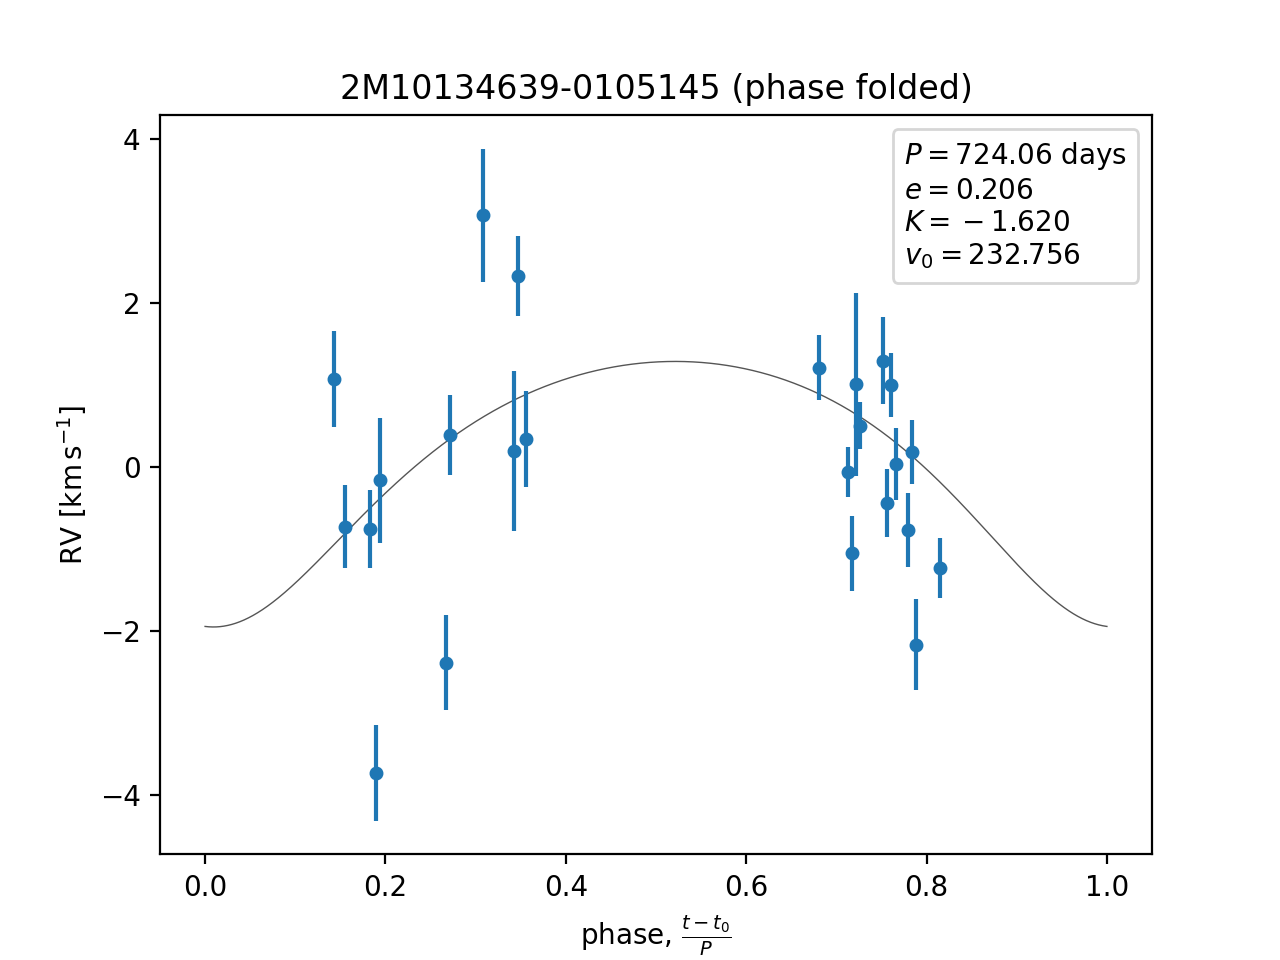 2M10134639-0105145 (phase folded)
P = 724.06 days
e = 0.206
K = −1.620
v₀ = 232.756
4
2
0
−2
−4
RV [km s⁻¹]
0.0 0.2 0.4 0.6 0.8 1.0
phase, (t − t₀)/P